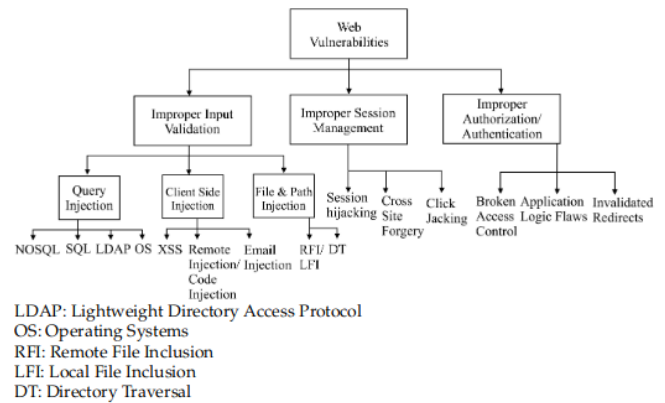 Web
Vulnerabilities
Improper Input
Validation
Improper Session
Management
Improper
Authorization/
Authentication
Query
Injection
Client Side
Injection
File & Path
Injection
Session
hijacking
Cross
Site
Forgery
Click
Jacking
Broken
Access
Control
Application
Logic Flaws
Invalidated
Redirects
NOSQL
SQL
LDAP
OS
XSS
Remote
Injection/
Code
Injection
Email
Injection
RFI/
LFI
DT
LDAP: Lightweight Directory Access Protocol
OS: Operating Systems
RFI: Remote File Inclusion
LFI: Local File Inclusion
DT: Directory Traversal